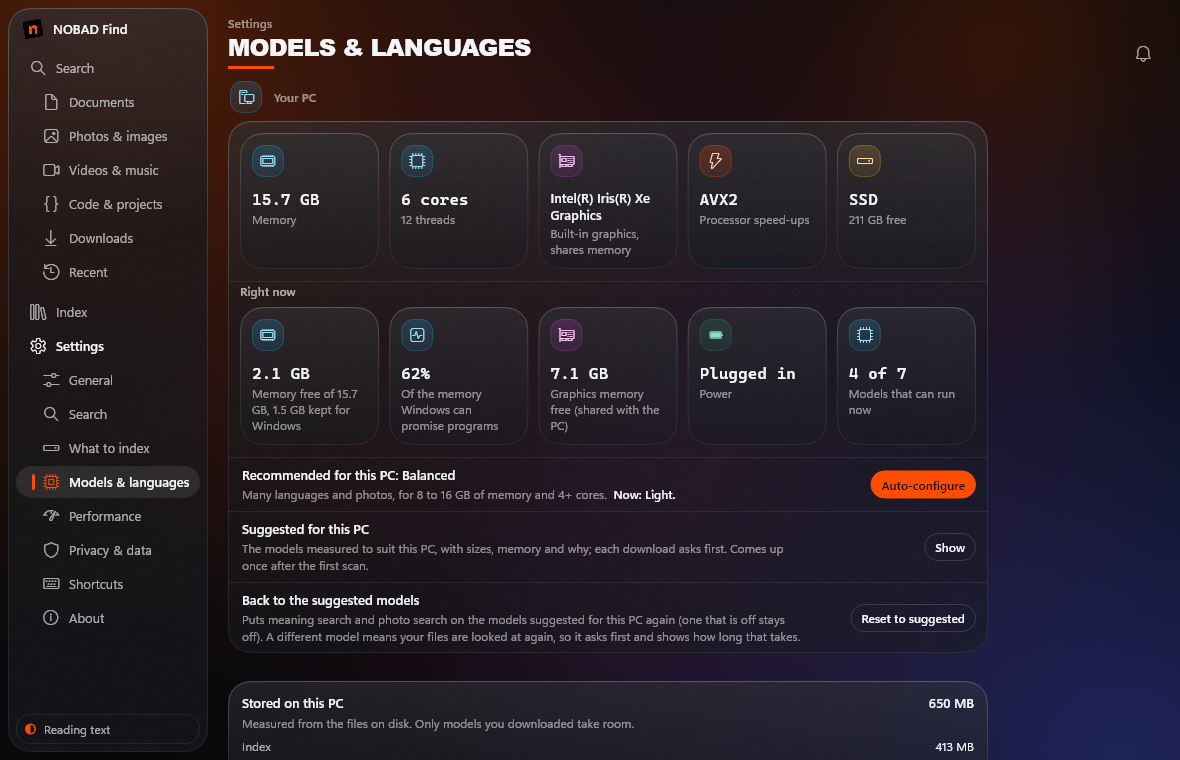 NOBAD Find
Search
Documents
Photos & images
Videos & music
Code & projects
Downloads
Recent
Index
Settings
General
Search
What to index
Models & languages
Performance
Privacy & data
Shortcuts
About
Reading text
Settings
MODELS & LANGUAGES
Your PC
15.7 GB
Memory
6 cores
12 threads
Intel(R) Iris(R) Xe
Graphics
Built-in graphics,
shares memory
AVX2
Processor speed-ups
SSD
211 GB free
Right now
2.1 GB
Memory free of 15.7
GB, 1.5 GB kept for
Windows
62%
Of the memory
Windows can
promise programs
7.1 GB
Graphics memory
free (shared with the
PC)
Plugged in
Power
4 of 7
Models that can run
now
Recommended for this PC: Balanced
Many languages and photos, for 8 to 16 GB of memory and 4+ cores. Now: Light.
Auto-configure
Suggested for this PC
The models measured to suit this PC, with sizes, memory and why; each download asks first. Comes up
once after the first scan.
Show
Back to the suggested models
Puts meaning search and photo search on the models suggested for this PC again (one that is off stays
off). A different model means your files are looked at again, so it asks first and shows how long that takes.
Reset to suggested
Stored on this PC
650 MB
Measured from the files on disk. Only models you downloaded take room.
Index
413 MB